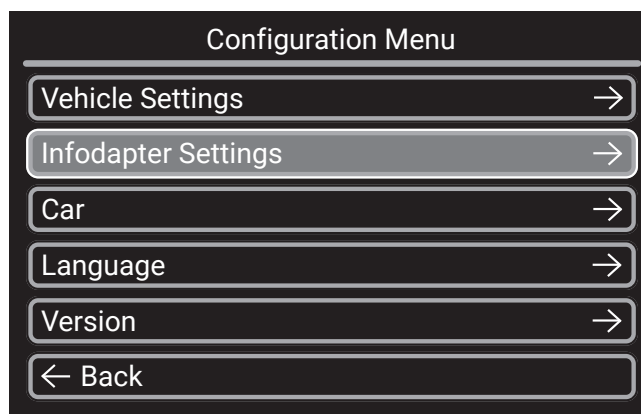 Configuration Menu
Vehicle Settings →
Infodapter Settings →
Car →
Language →
Version →
← Back